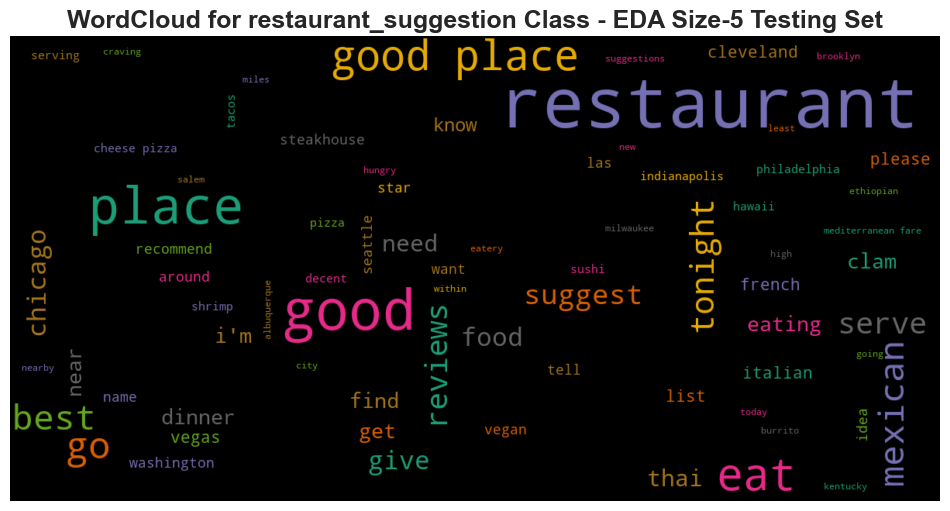 WordCloud for restaurant_suggestion Class - EDA Size-5 Testing Set
serving
craving
good place
suggestions
cleveland
brooklyn
miles
tacos
restaurant
know
least
steakhouse
cheese pizza
new
las
please
hungry
indianapolis
philadelphia
salem
star
ethiopian
place
tonight
hawaii
pizza
seattle
milwaukee
mediterranean fare
chicago
recommend
need
eatery
high
clam
around
decent
want
sushi
albuquerque
within
french
shrimp
good
suggest
i'm
reviews
food
eating
serve
near
nearby
city
tell
going
mexican
italian
name
find
list
best
dinner
today
idea
go
vegas
get
vegan
burrito
washington
give
thai
eat
kentucky